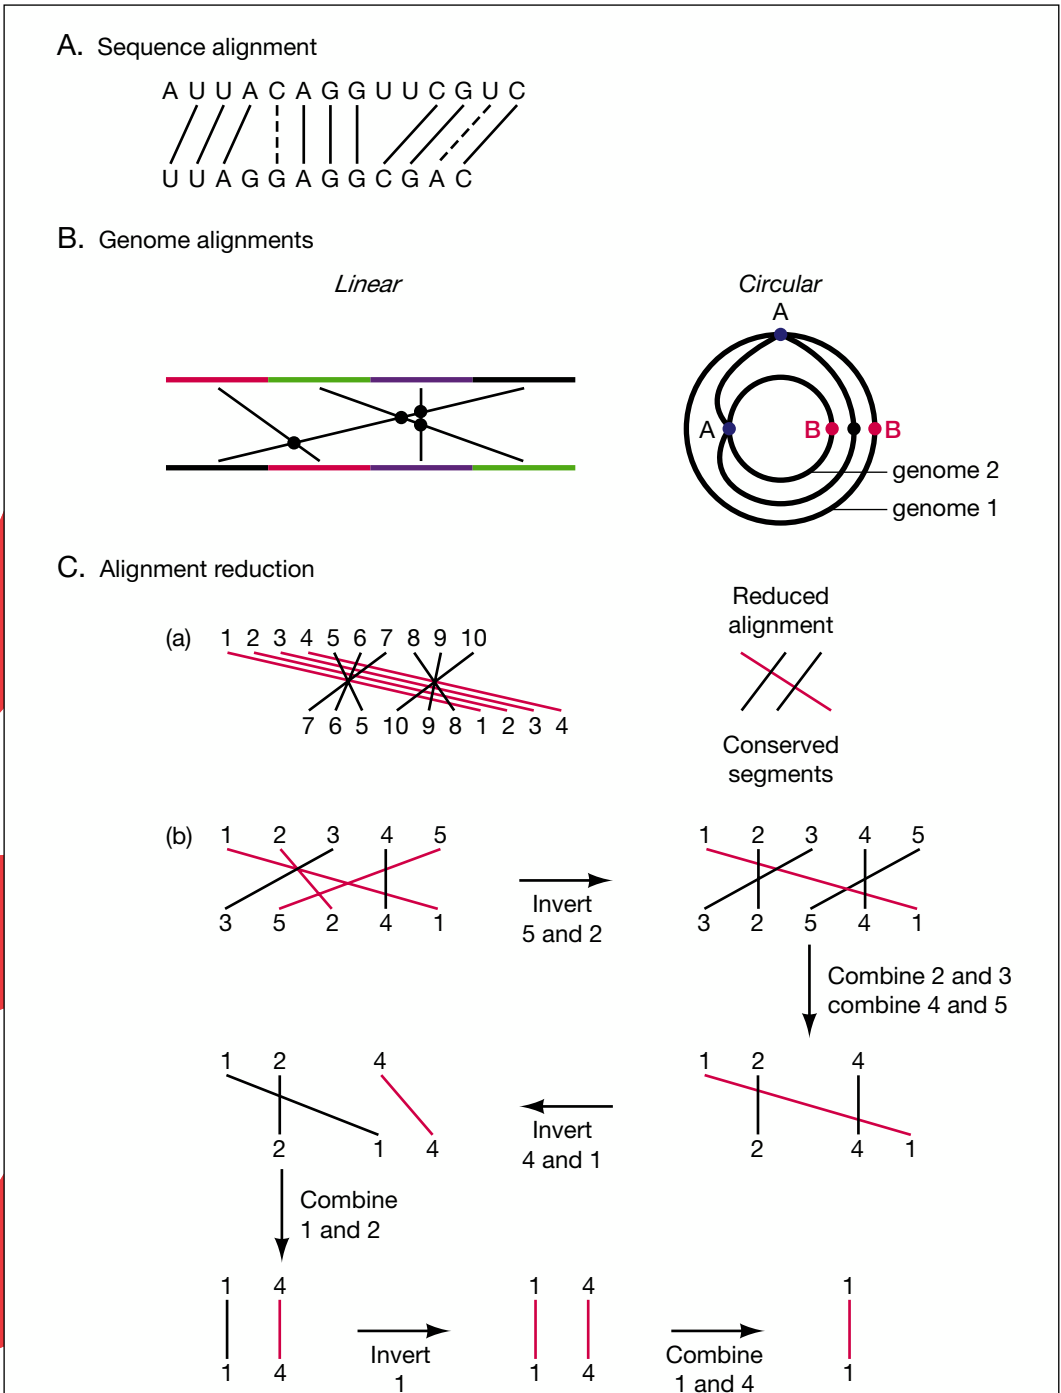 A. Sequence alignment
A U U A C A G G U U C G U C
U U A G G A G G C G A C
B. Genome alignments
Linear
Circular
A
A
B
B
genome 2
genome 1
C. Alignment reduction
Reduced
alignment
(a) 1 2 3 4 5 6 7 8 9 10
7 6 5 10 9 8 1 2 3 4
Conserved
segments
(b) 1 2 3 4 5
3 5 2 4 1
Invert
5 and 2
1 2 3 4 5
3 2 5 4 1
Combine 2 and 3
combine 4 and 5
1 2 4
2 4 1
Invert
4 and 1
1 2 4
2 1 4
Combine
1 and 2
1 4
1 4
Invert
1
1 4
1 4
Combine
1 and 4
1
1